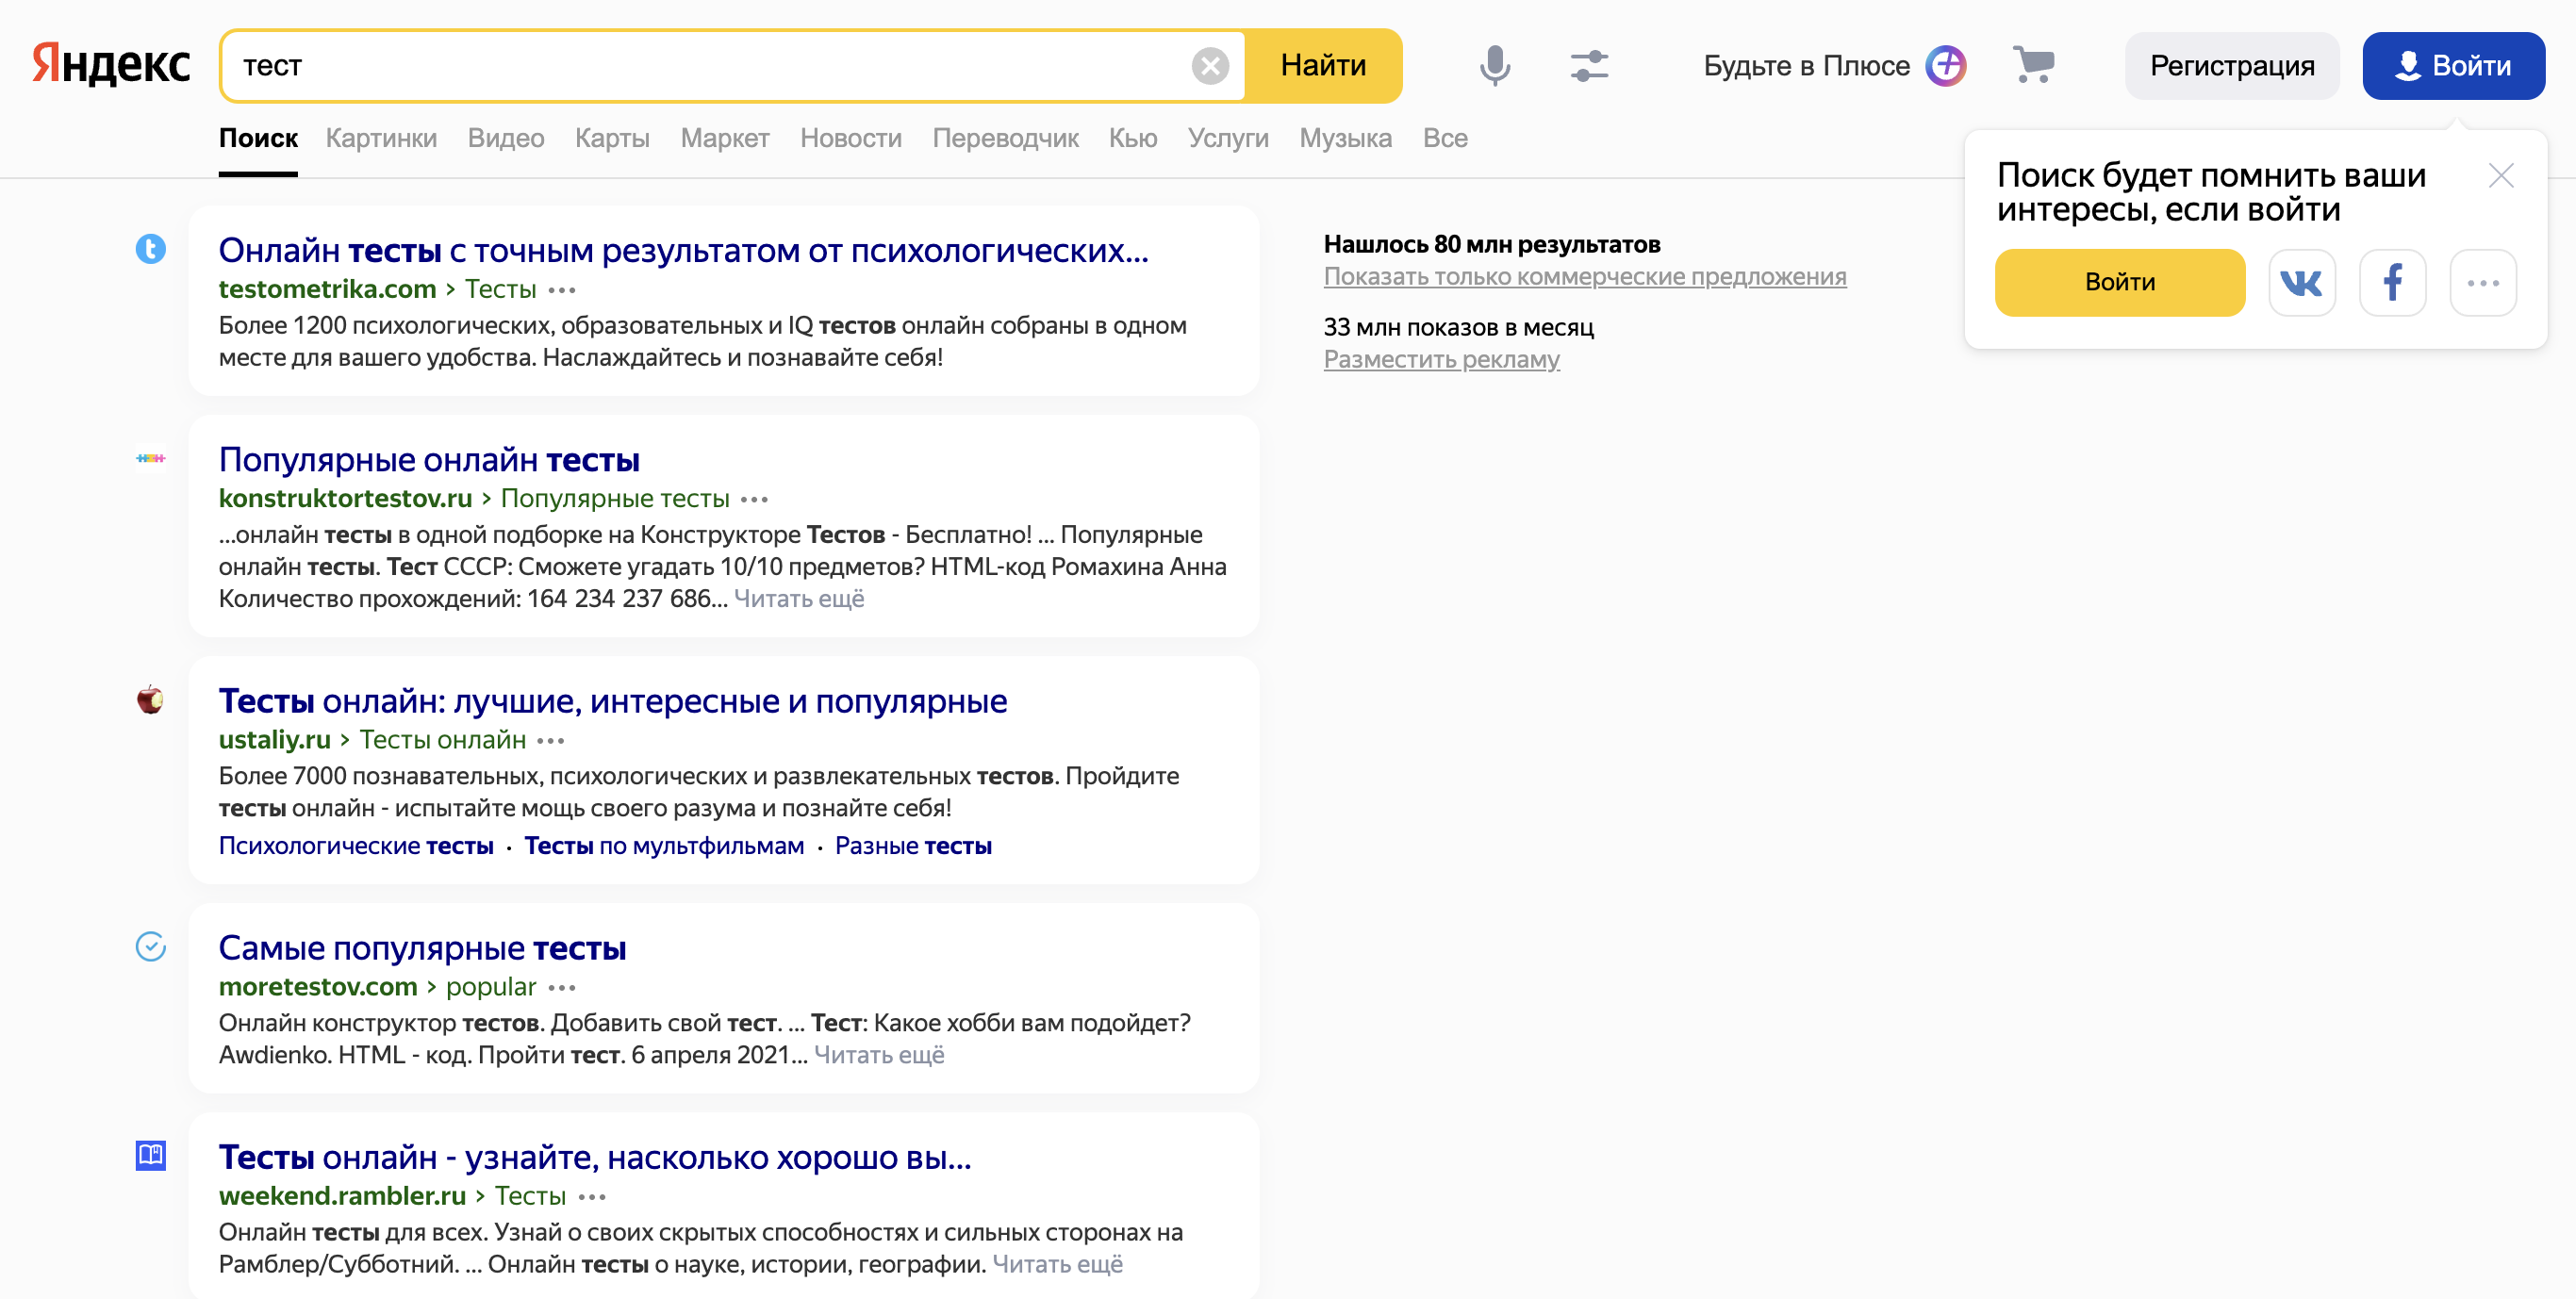 Яндекс
тест
Найти
Будьте в Плюсе
Регистрация
Войти
Поиск Картинки Видео Карты Маркет Новости Переводчик Кью Услуги Музыка Все
Поиск будет помнить ваши
интересы, если войти
Войти
Онлайн тесты с точным результатом от психологических...
testometrika.com › Тесты
Более 1200 психологических, образовательных и IQ тестов онлайн собраны в одном
месте для вашего удобства. Наслаждайтесь и познавайте себя!
Нашлось 80 млн результатов
Показать только коммерческие предложения
33 млн показов в месяц
Разместить рекламу
Популярные онлайн тесты
konstruktortestov.ru › Популярные тесты
...онлайн тесты в одной подборке на Конструкторе Тестов - Бесплатно! ... Популярные
онлайн тесты. Тест СССР: Сможете угадать 10/10 предметов? HTML-код Ромахина Анна
Количество прохождений: 164 234 237 686... Читать ещё
Тесты онлайн: лучшие, интересные и популярные
ustaliy.ru › Тесты онлайн
Более 7000 познавательных, психологических и развлекательных тестов. Пройдите
тесты онлайн - испытайте мощь своего разума и познайте себя!
Психологические тесты · Тесты по мультфильмам · Разные тесты
Самые популярные тесты
moretestov.com › popular
Онлайн конструктор тестов. Добавить свой тест. ... Тест: Какое хобби вам подойдет?
Awdienko. HTML - код. Пройти тест. 6 апреля 2021... Читать ещё
Тесты онлайн - узнайте, насколько хорошо вы...
weekend.rambler.ru › Тесты
Онлайн тесты для всех. Узнай о своих скрытых способностях и сильных сторонах на
Рамблер/Субботний. ... Онлайн тесты о науке, истории, географии. Читать ещё